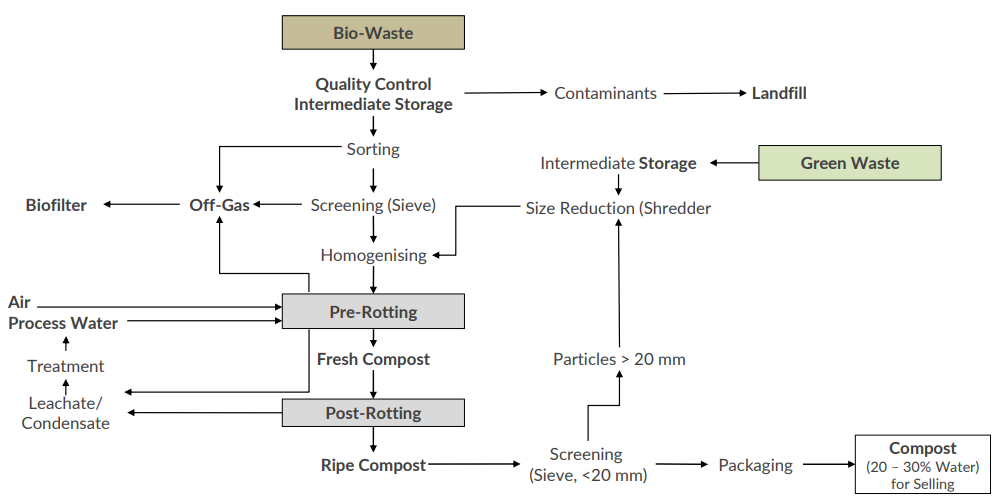 Bio-Waste
Quality Control
Intermediate Storage
Contaminants
Landfill
Sorting
Intermediate Storage
Green Waste
Biofilter
Off-Gas
Screening (Sieve)
Size Reduction (Shredder
Homogenising
Air
Process Water
Pre-Rotting
Treatment
Fresh Compost
Particles > 20 mm
Leachate/
Condensate
Post-Rotting
Ripe Compost
Screening
(Sieve, <20 mm)
Packaging
Compost
(20 – 30% Water)
for Selling